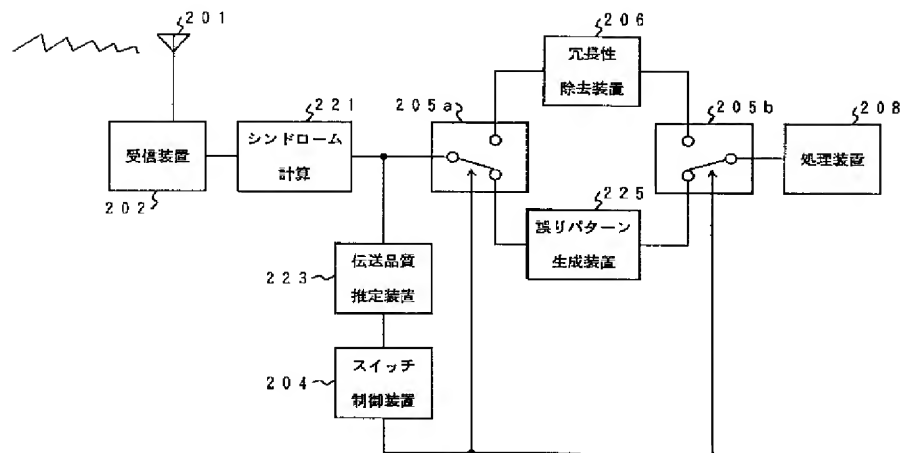 201
206
冗長性
除去装置
221
205a
205b
208
受信装置
シンドローム
計算
処理装置
202
225
誤りパターン
生成装置
223
伝送品質
推定装置
204
スイッチ
制御装置